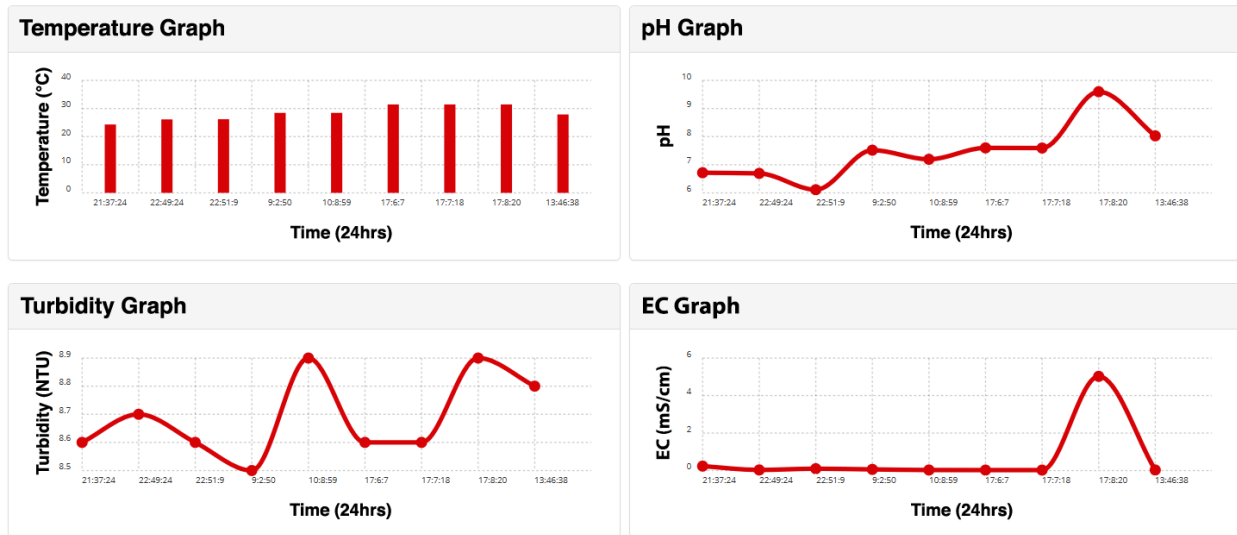 Temperature Graph
Temperature (°C)
40
30
20
10
0
21:37:24 22:49:24 22:51:9 9:2:50 10:8:59 17:6:7 17:7:18 17:8:20 13:46:38
Time (24hrs)
pH Graph
pH
10
9
8
7
6
21:37:24 22:49:24 22:51:9 9:2:50 10:8:59 17:6:7 17:7:18 17:8:20 13:46:38
Time (24hrs)
Turbidity Graph
Turbidity (NTU)
8.9
8.8
8.7
8.6
8.5
21:37:24 22:49:24 22:51:9 9:2:50 10:8:59 17:6:7 17:7:18 17:8:20 13:46:38
Time (24hrs)
EC Graph
EC (mS/cm)
6
4
2
0
21:37:24 22:49:24 22:51:9 9:2:50 10:8:59 17:6:7 17:7:18 17:8:20 13:46:38
Time (24hrs)